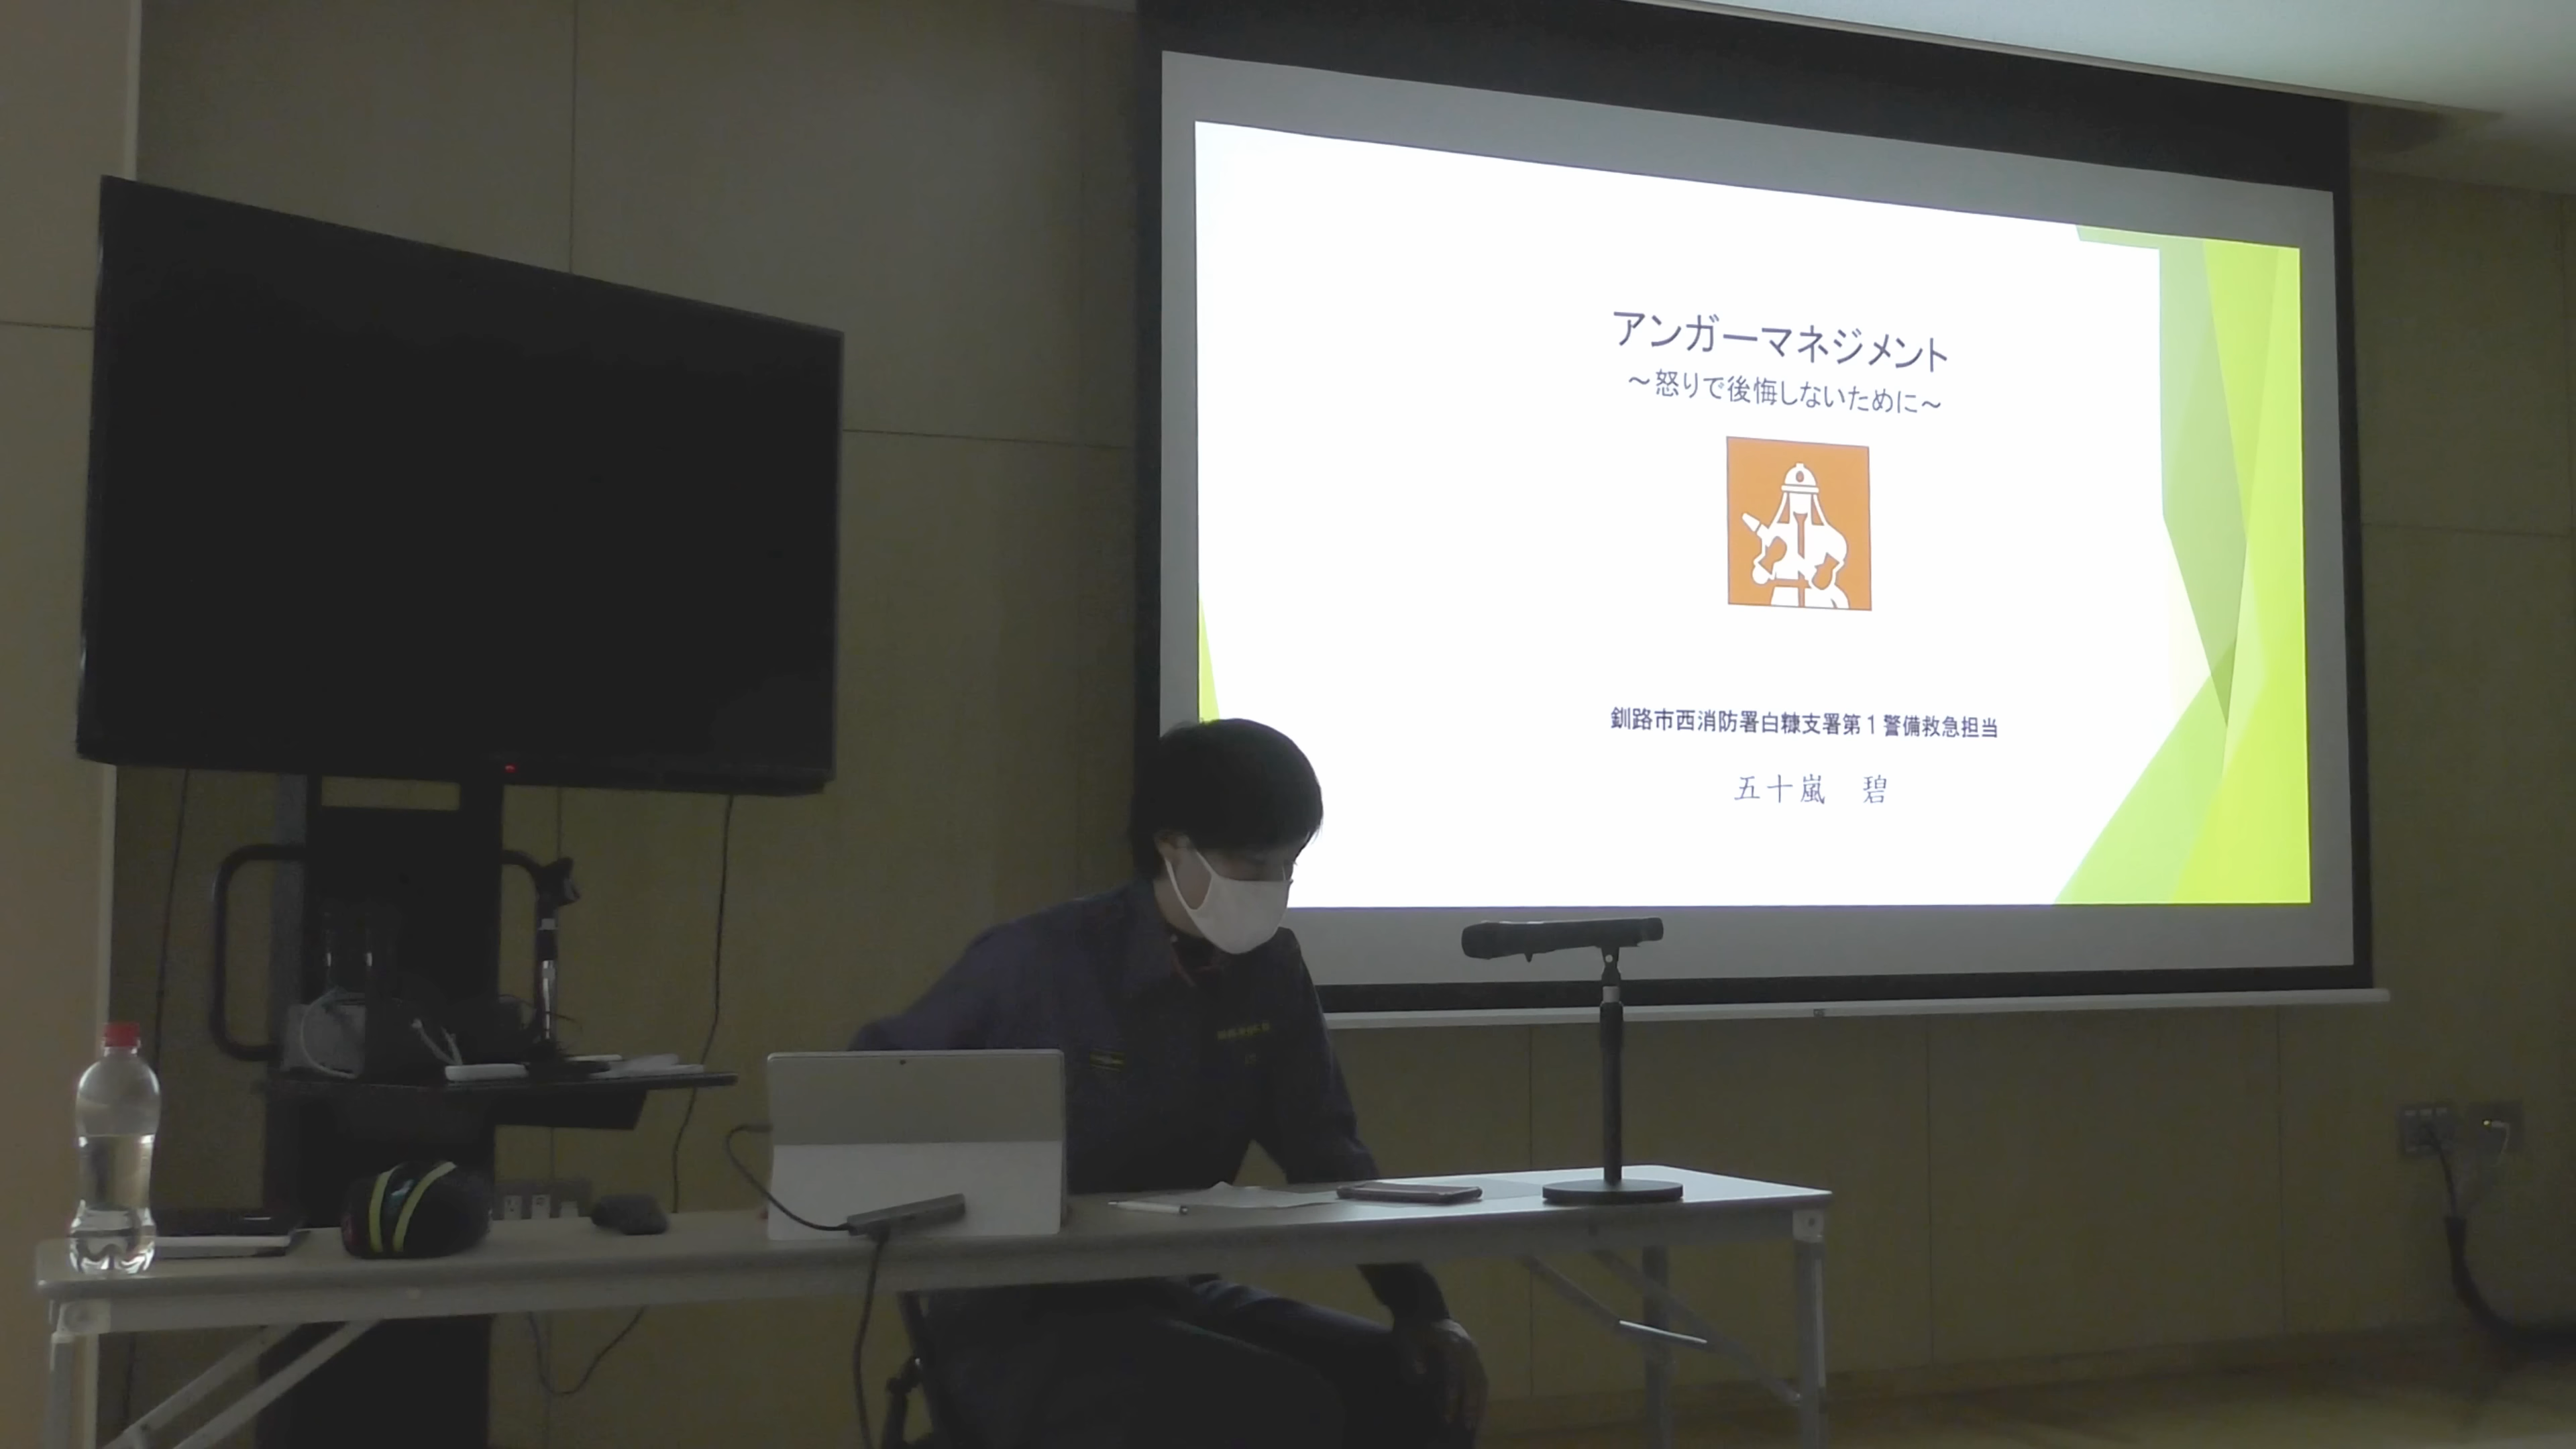 アンガーマネジメント
～怒りで後悔しないために～
釧路市西消防署白糠支署第1警備救急担当
五十嵐　碧